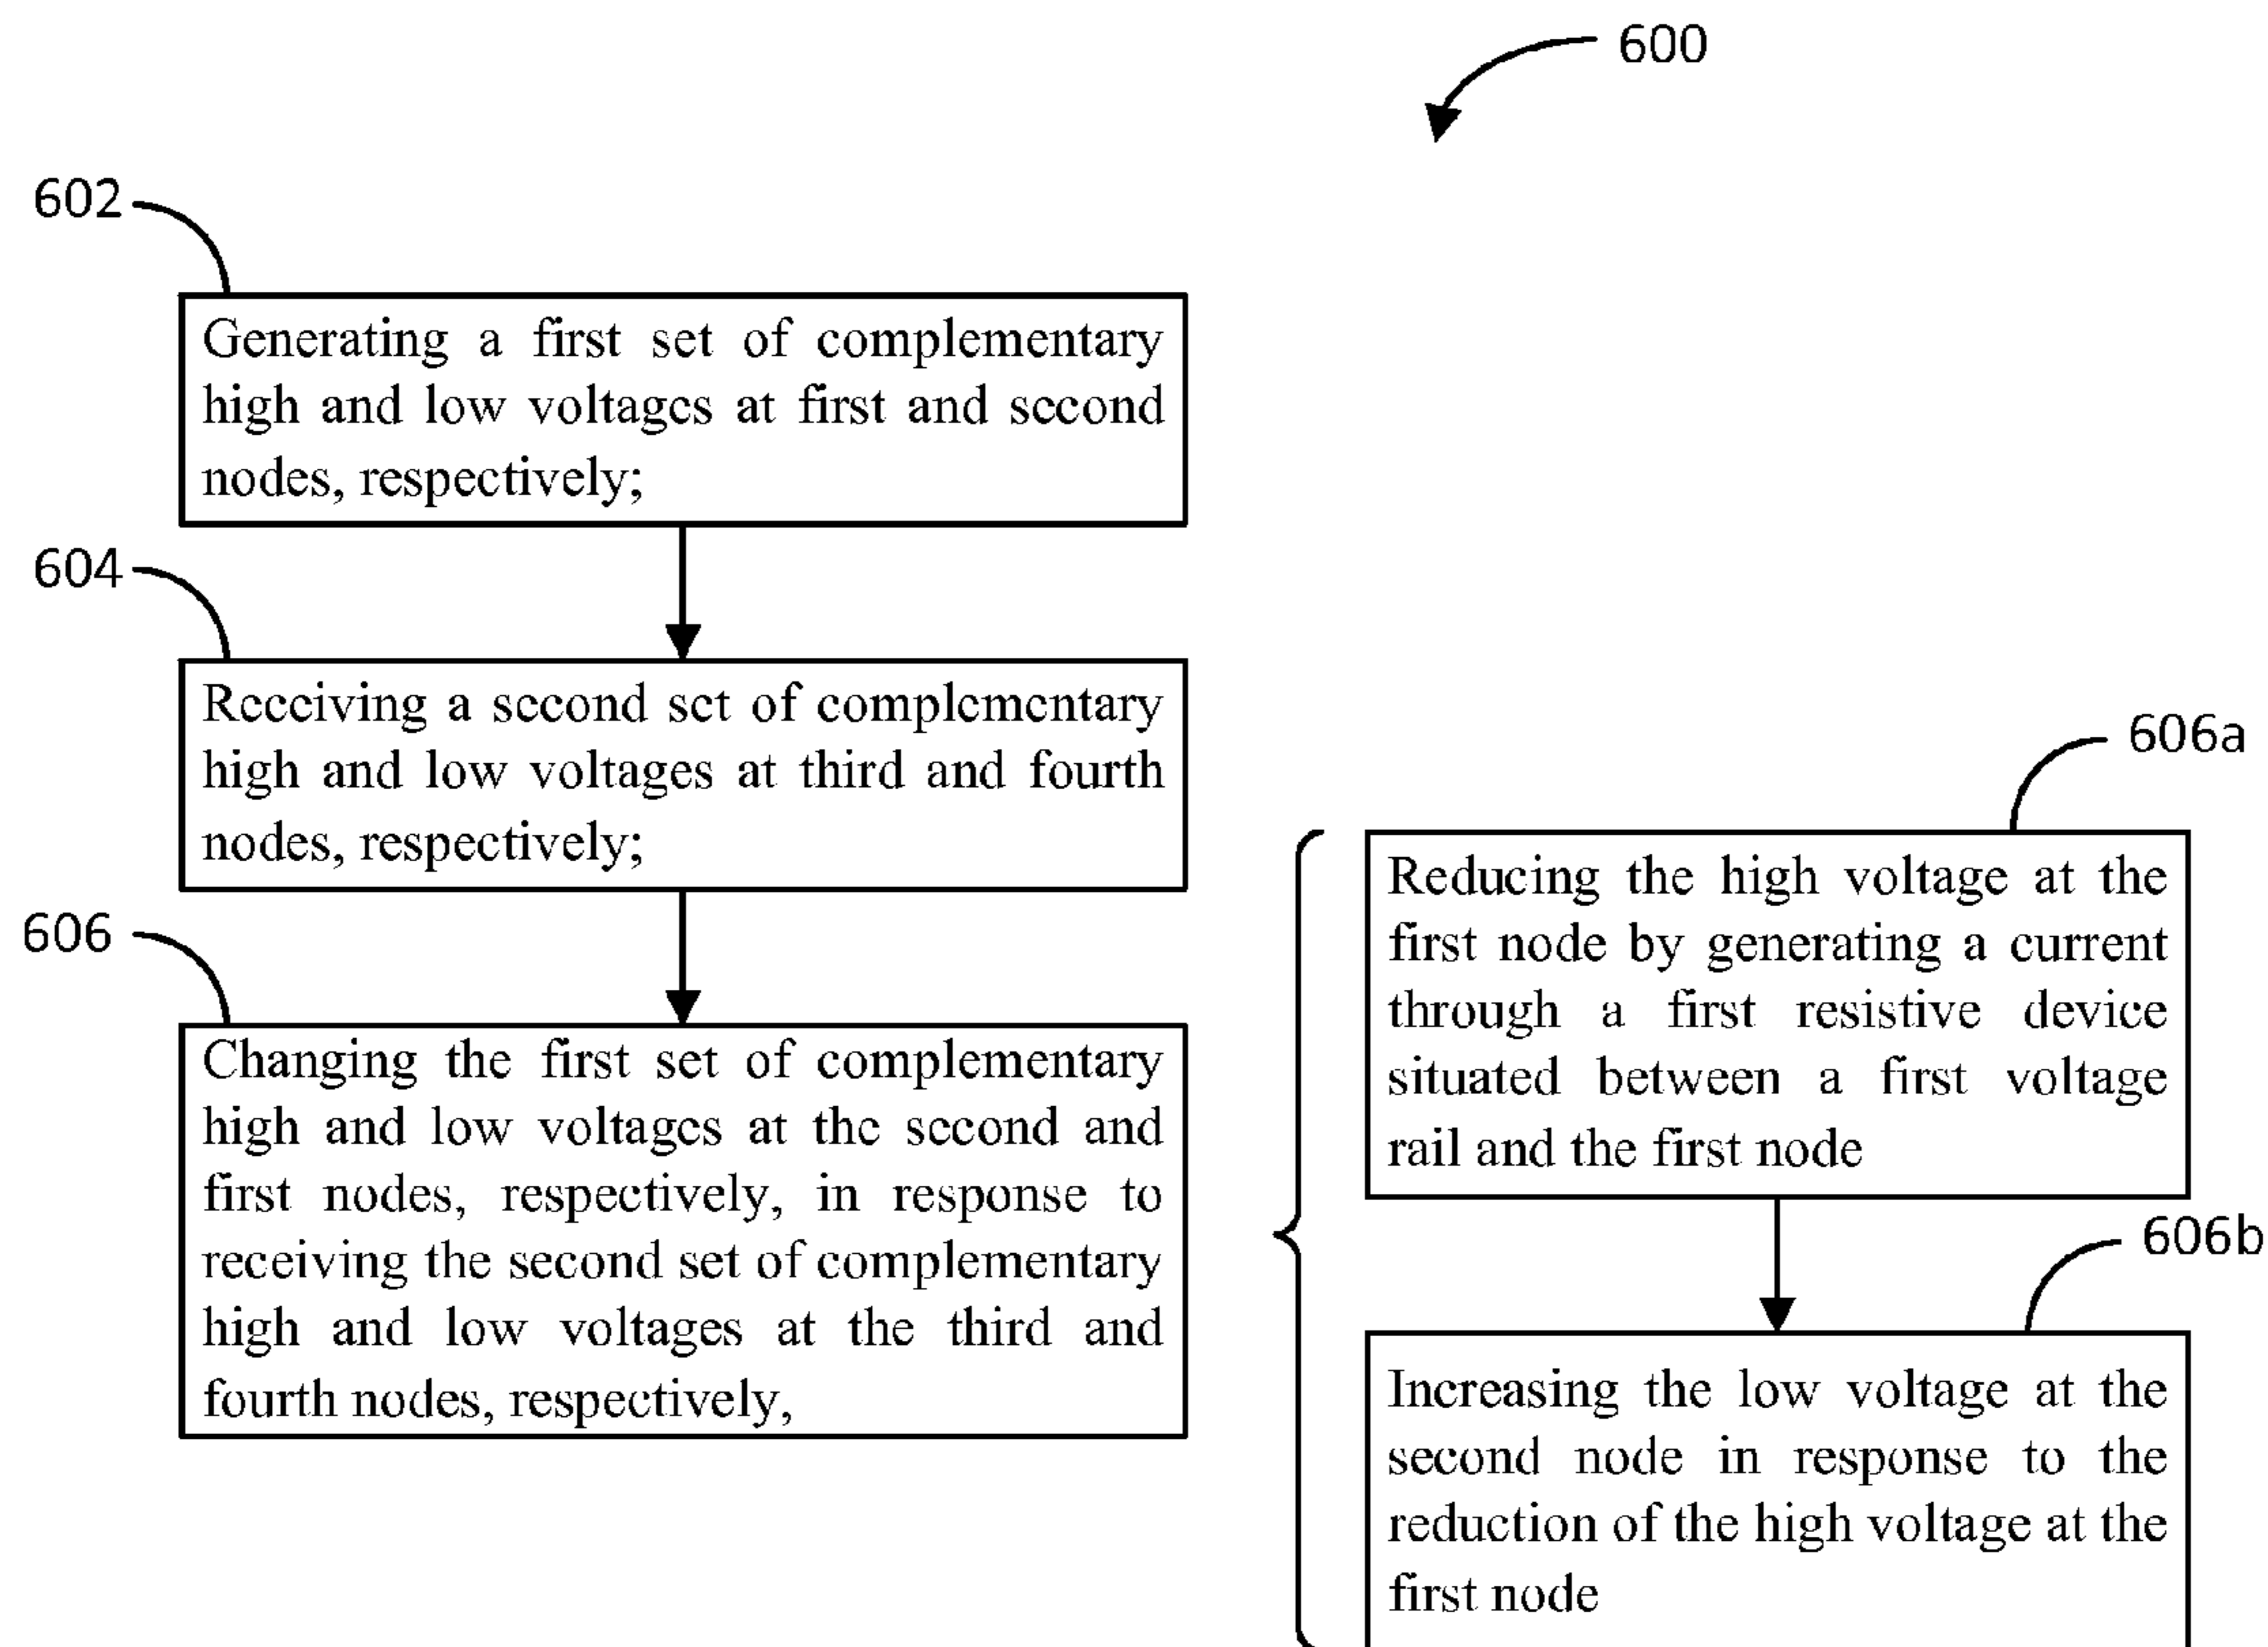 600
602
Generating a first set of complementary
high and low voltages at first and second
nodes, respectively;
604
Receiving a second set of complementary
high and low voltages at third and fourth
nodes, respectively;
606
Changing the first set of complementary
high and low voltages at the second and
first nodes, respectively, in response to
receiving the second set of complementary
high and low voltages at the third and
fourth nodes, respectively,
606a
Reducing the high voltage at the
first node by generating a current
through a first resistive device
situated between a first voltage
rail and the first node
606b
Increasing the low voltage at the
second node in response to the
reduction of the high voltage at the
first node